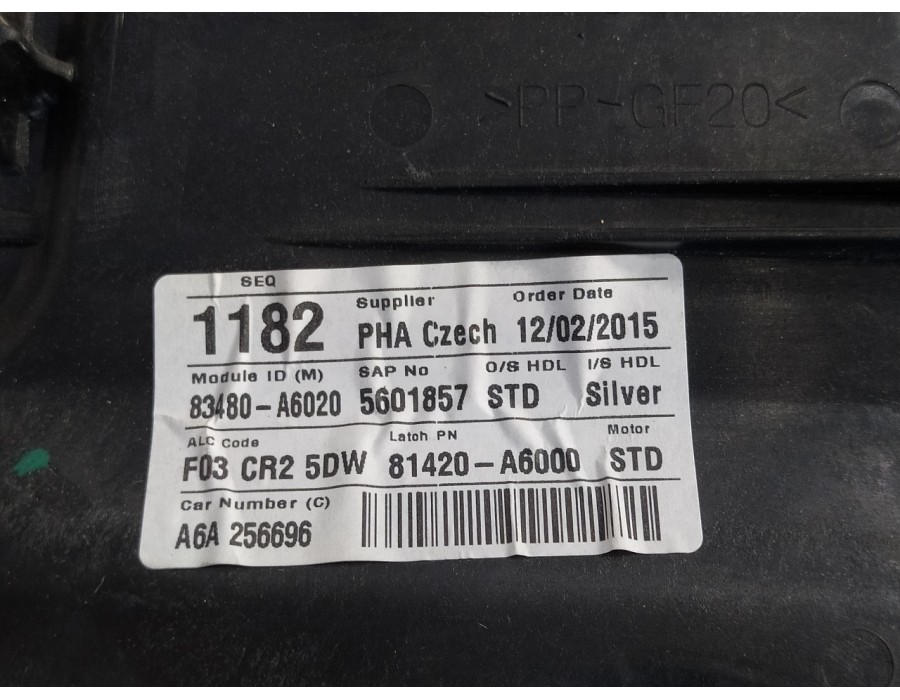 >PP-GF20<
SEQ
1182
Supplier Order Date
PHA Czech 12/02/2015
Module ID (M) SAP No O/S HDL I/S HDL
83480-A6020 5601857 STD Silver
ALC Code Latch PN Motor
F03 CR2 5DW 81420-A6000 STD
Car Number (C)
A6A 256696